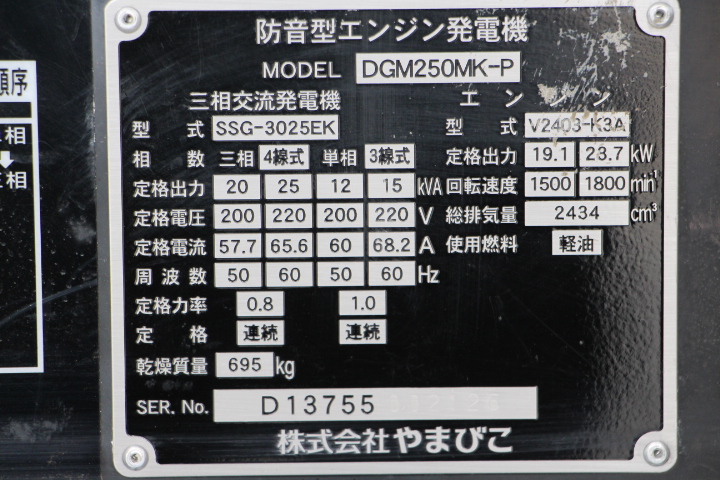 順序
相
相
防音型エンジン発電機
MODEL DGM250MK-P
三相交流発電機
型 式 SSG-3025EK
相 数 三相 4線式 単相 3線式
定格出力 20 25 12 15 kVA
定格電圧 200 220 200 220 V
定格電流 57.7 65.6 60 68.2 A
周波数 50 60 50 60 Hz
定格力率 0.8 1.0
定 格 連続 連続
乾燥質量 695 kg
エンジン
型 式 V2403-K3A
定格出力 19.1 23.7 kW
回転速度 1500 1800 min⁻¹
総排気量 2434 cm³
使用燃料 軽油
SER. No. D13755
株式会社やまびこ